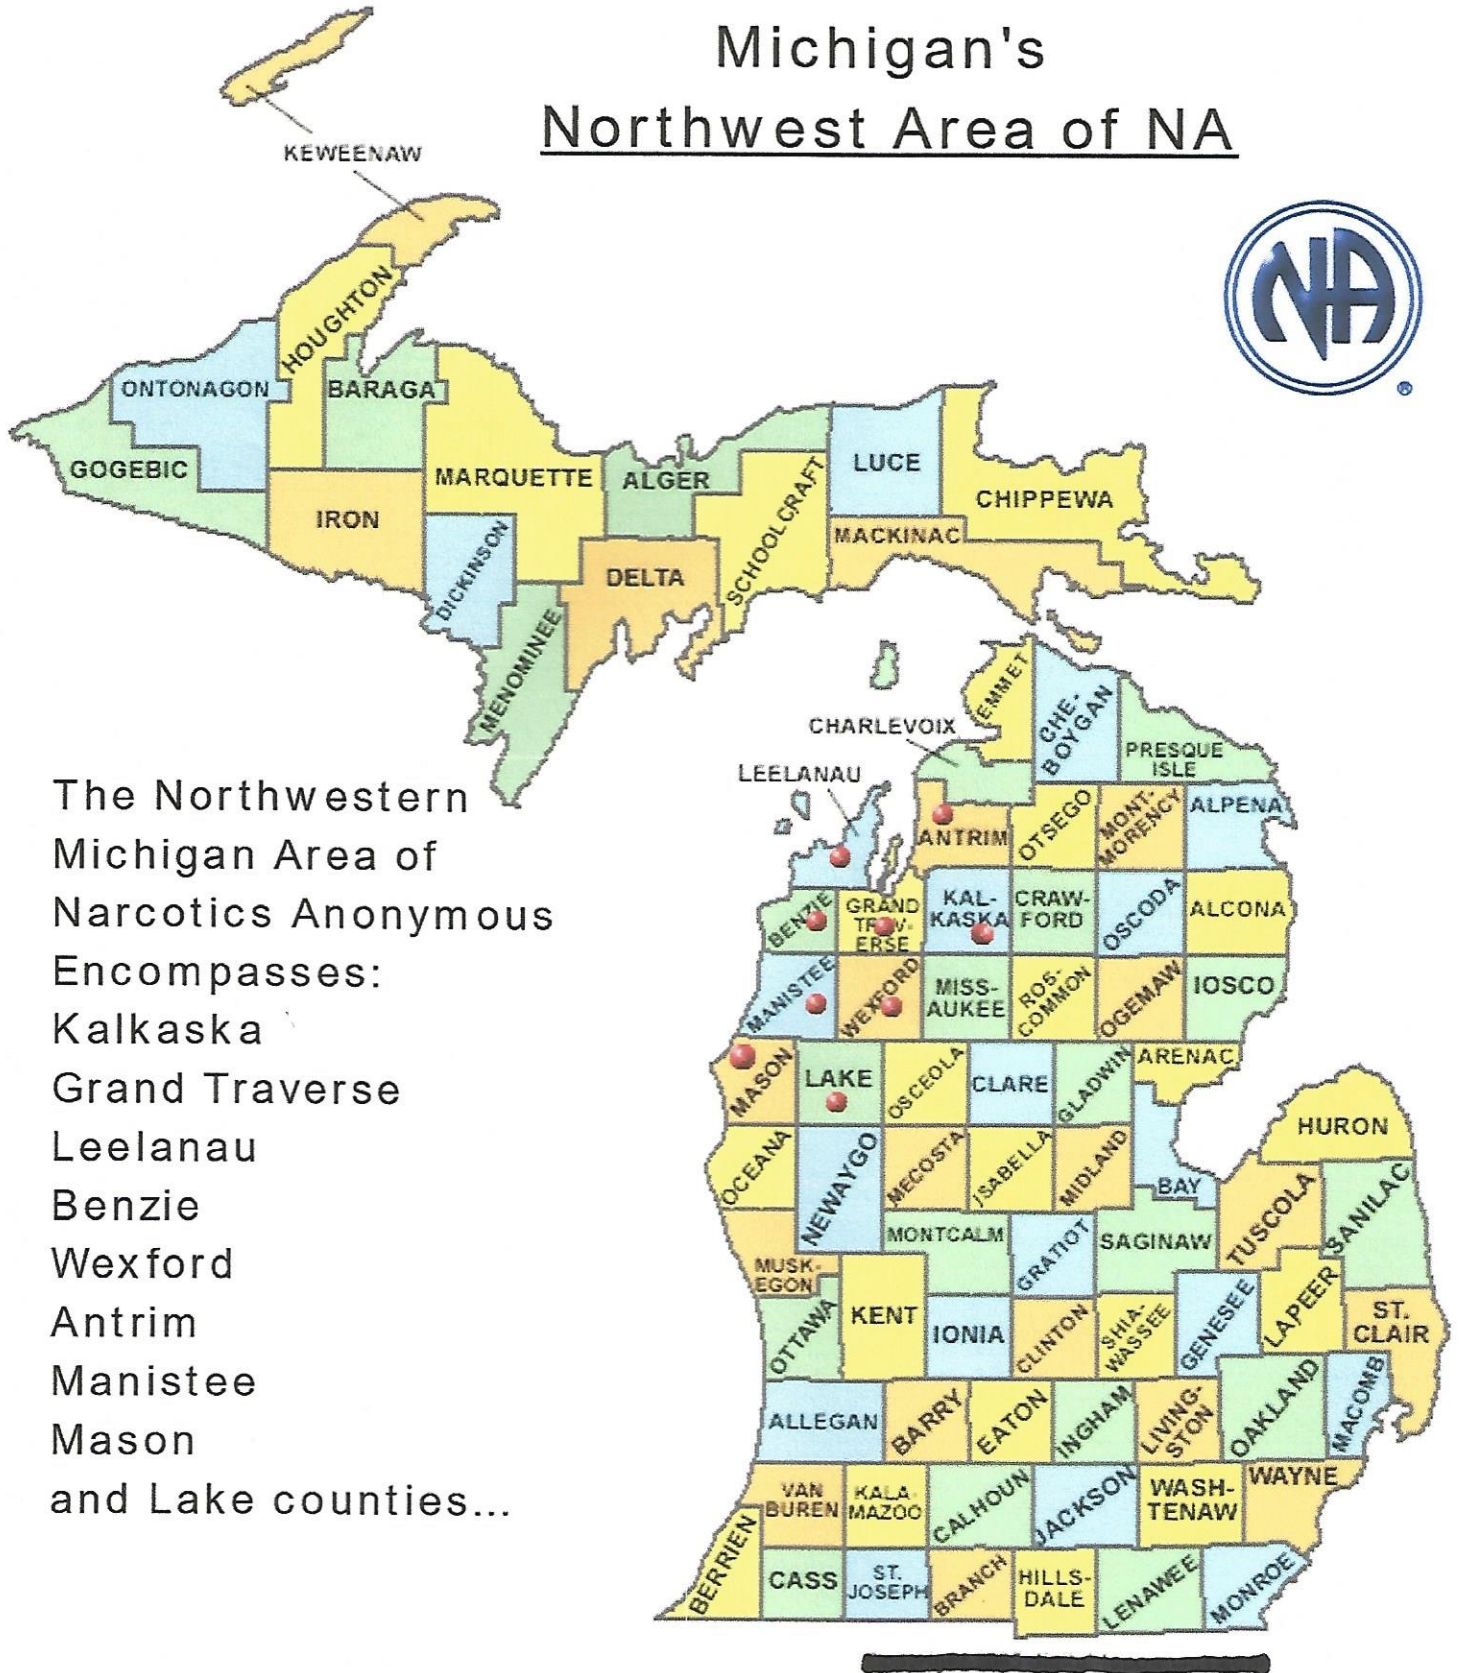 Michigan's
Northwest Area of NA
KEWEENAW
NA
®
HOUGHTON
ONTONAGON
BARAGA
GOGEBIC
MARQUETTE
ALGER
LUCE
IRON
SCHOOLCRAFT
CHIPPEWA
MACKINAC
DICKINSON
DELTA
MENOMINEE
EMMET
CHE-
BOYGAN
CHARLEVOIX
PRESQUE
ISLE
LEELANAU
ANTRIM
OTSEGO
MONT-
MORENCY
ALPENA
BENZIE
GRAND
TRAV-
ERSE
KAL-
KASKA
CRAW-
FORD
OSCODA
ALCONA
MANISTEE
WEXFORD
MISS-
AUKEE
ROS-
COMMON
OGEMAW
IOSCO
MASON
LAKE
OSCEOLA
CLARE
GLADWIN
ARENAC
HURON
OCEANA
NEWAYGO
MECOSTA
ISABELLA
MIDLAND
BAY
TUSCOLA
SANILAC
MUSK-
EGON
MONTCALM
GRATIOT
SAGINAW
OTTAWA
KENT
IONIA
CLINTON
SHIA-
WASSEE
GENESEE
LAPEER
ST.
CLAIR
ALLEGAN
BARRY
EATON
INGHAM
LIVING-
STON
OAKLAND
MACOMB
VAN
BUREN
KALA
MAZOO
CALHOUN
JACKSON
WASH-
TENAW
WAYNE
BERRIEN
CASS
ST.
JOSEPH
BRANCH
HILLS-
DALE
LENAWEE
MONROE
The Northwestern
Michigan Area of
Narcotics Anonymous
Encompasses:
Kalkaska
Grand Traverse
Leelanau
Benzie
Wexford
Antrim
Manistee
Mason
and Lake counties...